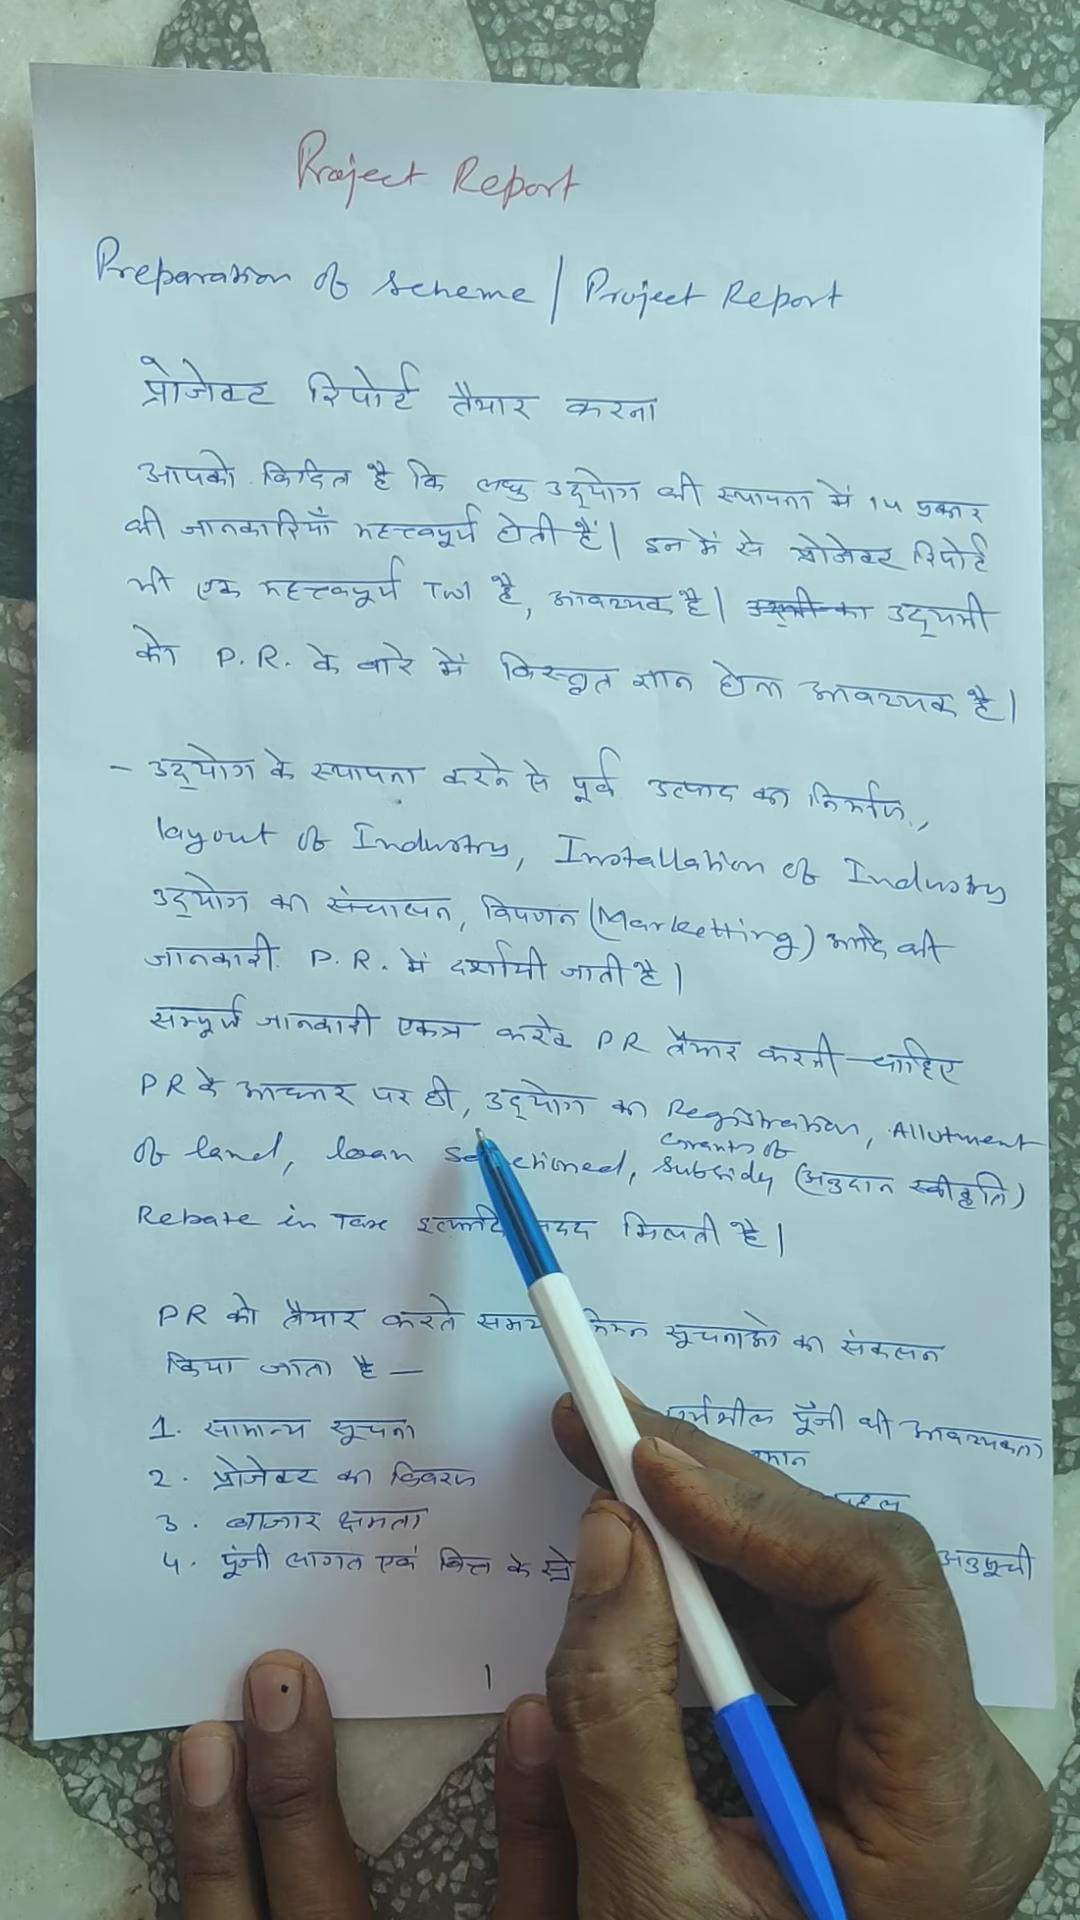 Project Report
Preparation of scheme / Project Report
प्रोजेक्ट रिपोर्ट तैयार करना
आपको विदित है कि लघु उद्योग की स्थापना में 14 प्रकार
की जानकारियाँ महत्त्वपूर्ण होती हैं। इन में से प्रोजेक्ट रिपोर्ट
भी एक महत्त्वपूर्ण है, आवश्यक है। उद्यमी
को P.R. के बारे में विस्तृत ज्ञान होना आवश्यक है।
- उद्योग के स्थापना करने से पूर्व उत्पाद का निर्माण,
layout of Industry, Installation of Industry
उद्योग का संचालन, विपणन (Marketting) आदि की
जानकारी P.R. में दर्शायी जाती है।
सम्पूर्ण जानकारी एकत्र करके PR तैयार करनी चाहिए
PR के आधार पर ही, उद्योग का Registration, Allutment
of land, loan Sanctioned, Grants of Subsidy (अनुदान स्वीकृति)
Rebate in Tax इत्यादि मदद मिलती है।
PR को तैयार करते समय निम्न सूचनाओं का संकलन
किया जाता है -
1. सामान्य सूचना
2. प्रोजेक्ट का विवरण
3. बाजार क्षमता
4. पूंजी लागत एवं वित्त के
पूँजी की आवश्यकता
पहल
अनुसूची
1